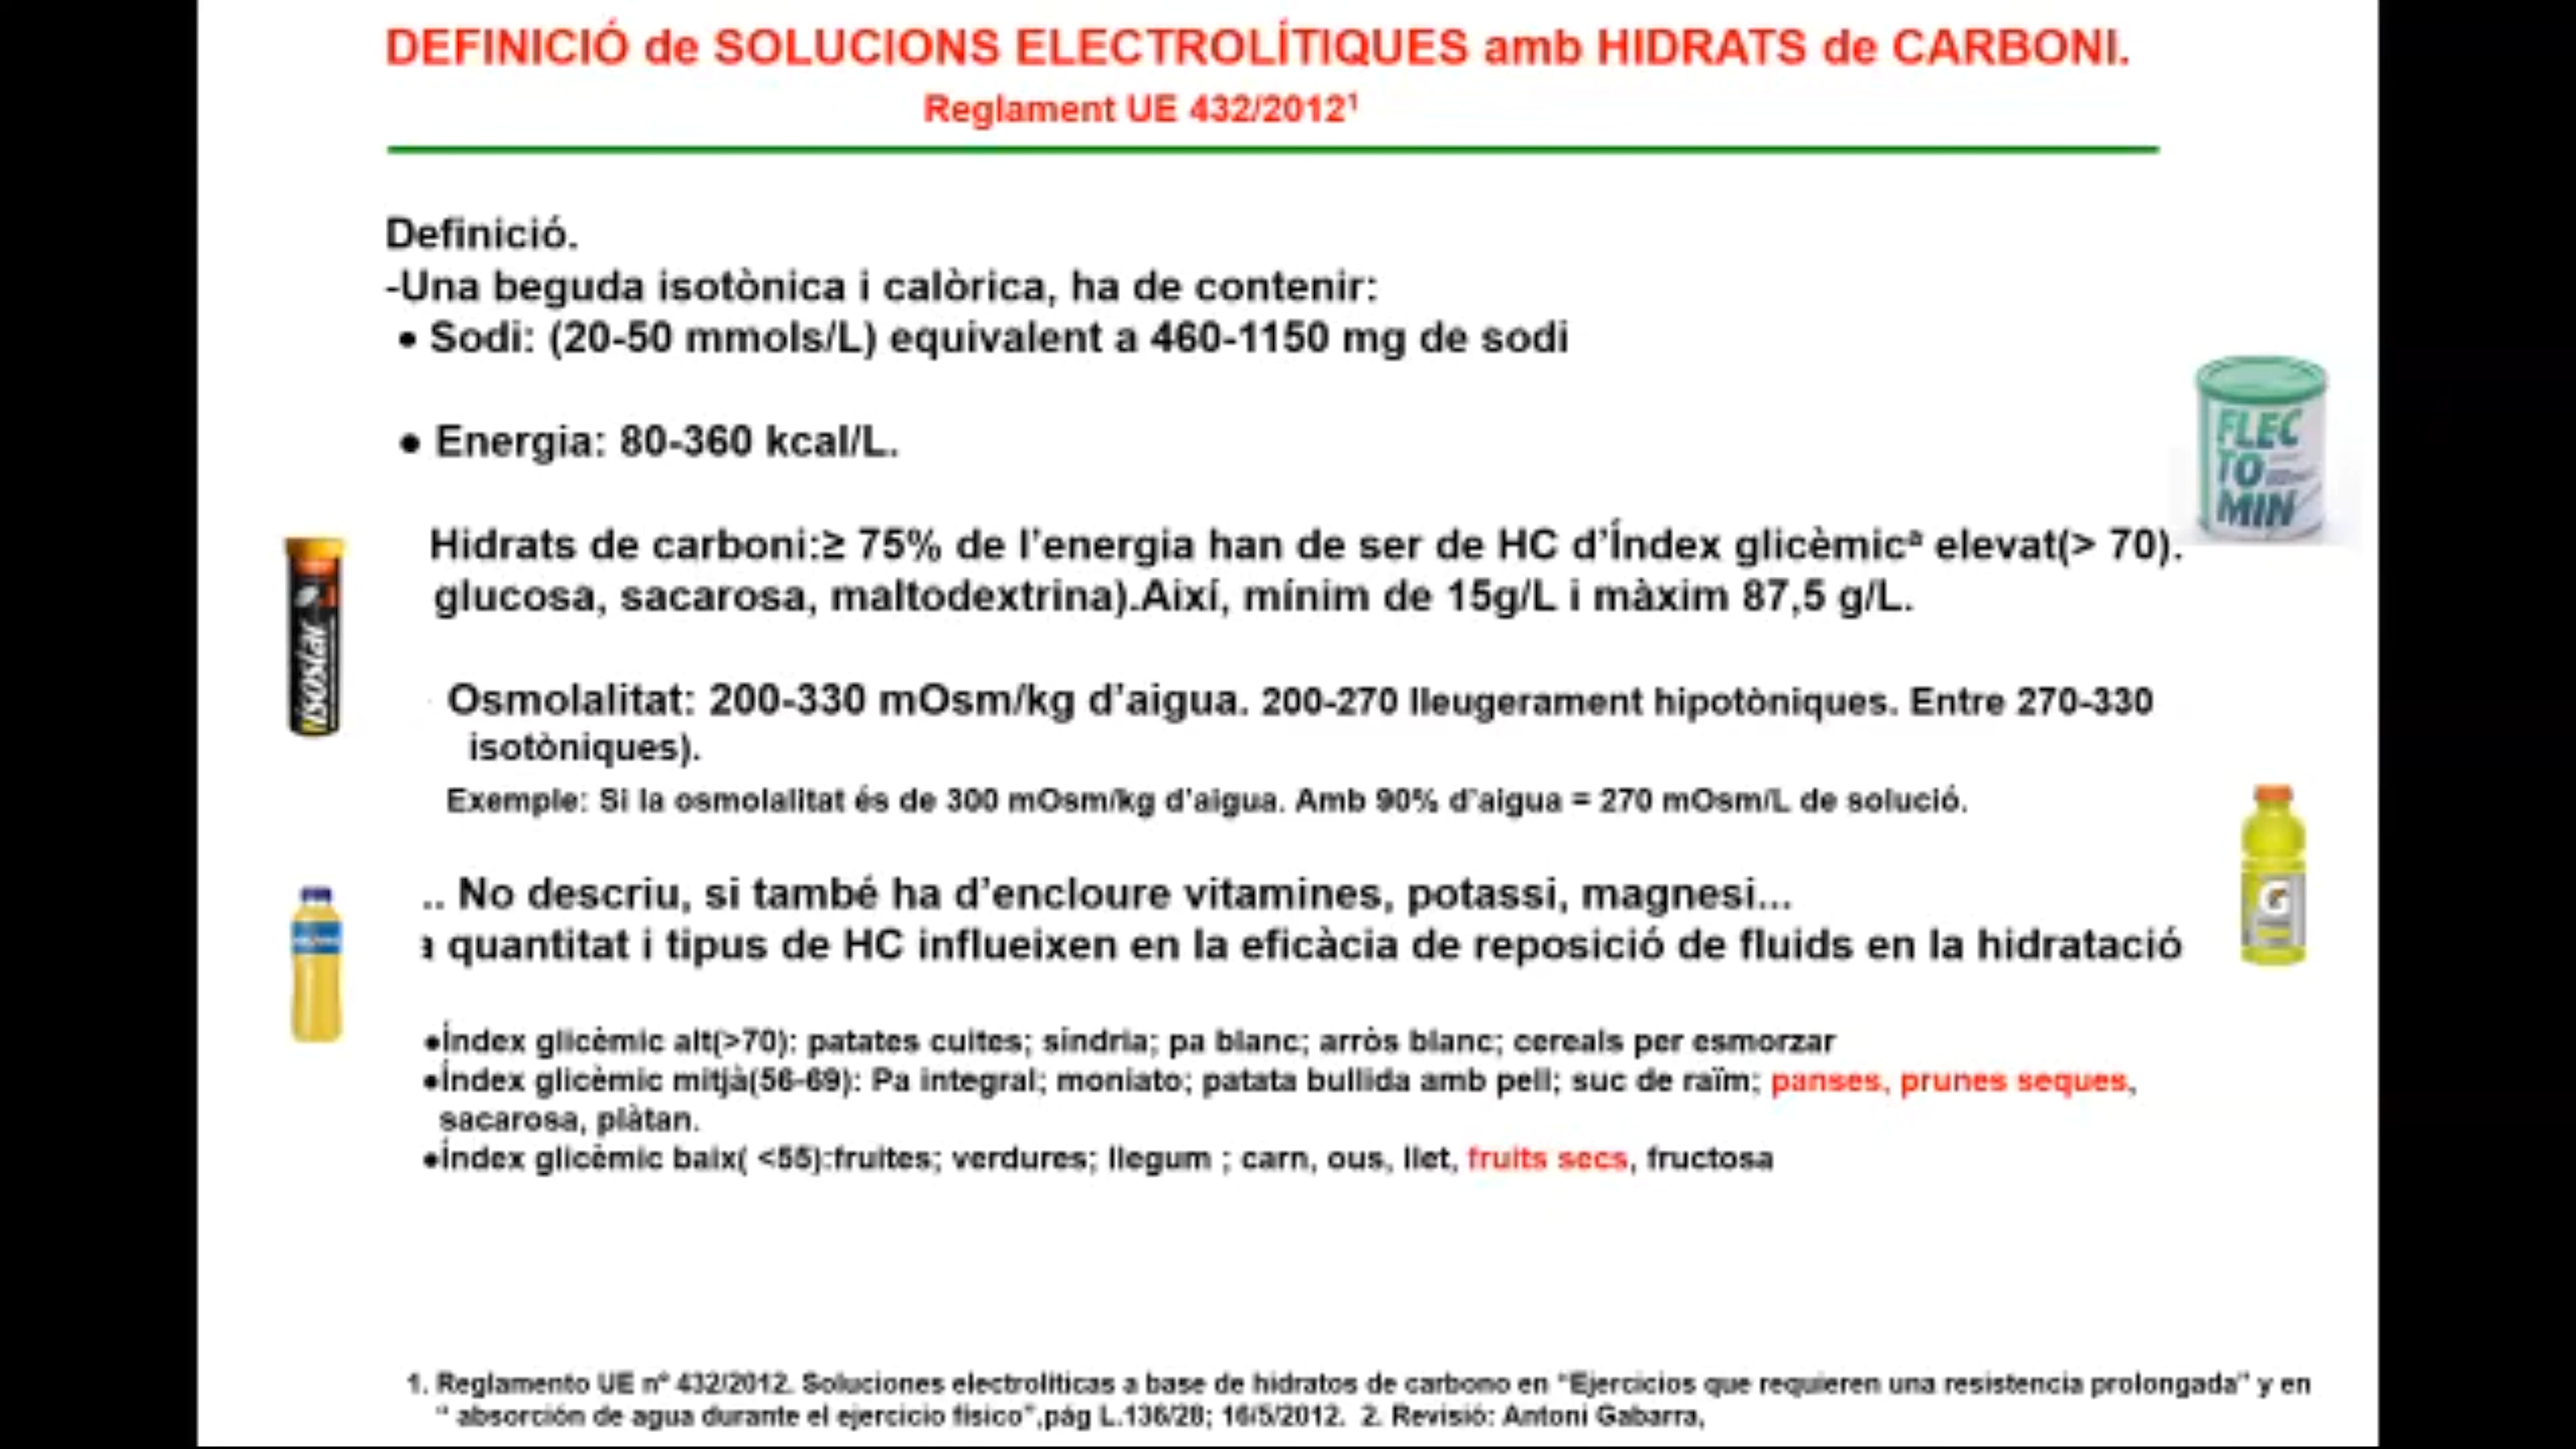 DEFINICIÓ de SOLUCIONS ELECTROLÍTIQUES amb HIDRATS de CARBONI.
Reglament UE 432/2012¹
Definició.
-Una beguda isotònica i calòrica, ha de contenir:
• Sodi: (20-50 mmols/L) equivalent a 460-1150 mg de sodi
• Energia: 80-360 kcal/L.
FLEC
TO
MIN
Hidrats de carboni:≥ 75% de l'energia han de ser de HC d'Índex glicèmicª elevat(> 70).
glucosa, sacarosa, maltodextrina).Així, mínim de 15g/L i màxim 87,5 g/L.
isostar
Osmolalitat: 200-330 mOsm/kg d'aigua. 200-270 lleugerament hipotòniques. Entre 270-330
isotòniques).
Exemple: Si la osmolalitat és de 300 mOsm/kg d'aigua. Amb 90% d'aigua = 270 mOsm/L de solució.
.. No descriu, si també ha d'encloure vitamines, potassi, magnesi...
a quantitat i tipus de HC influeixen en la eficàcia de reposició de fluids en la hidratació
G
•Índex glicèmic alt(>70): patates cuites; síndria; pa blanc; arròs blanc; cereals per esmorzar
•Índex glicèmic mitjà(56-69): Pa integral; moniato; patata bullida amb pell; suc de raïm; panses, prunes seques,
sacarosa, plàtan.
•Índex glicèmic baix( <55):fruites; verdures; llegum ; carn, ous, llet, fruits secs, fructosa
1. Reglamento UE nº 432/2012. Soluciones electrolíticas a base de hidratos de carbono en "Ejercicios que requieren una resistencia prolongada" y en
" absorción de agua durante el ejercicio físico",pág L.136/28; 16/5/2012. 2. Revisió: Antoni Gabarra,